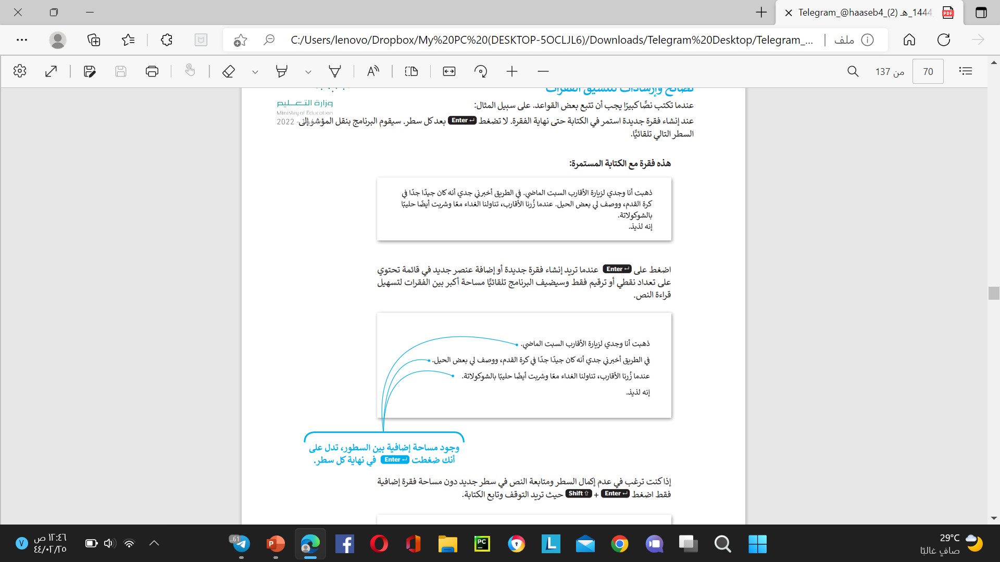 Telegram_@haaseb4_(2) هـ_1444
C:/Users/lenovo/Dropbox/My%20PC%20(DESKTOP-5OCLJL6)/Downloads/Telegram%20Desktop/Telegram_...
ملف
70
من 137
نصائح وإرشادات لتنسيق الفقرات
وزارة التعليم
Ministry of Education
2022 - 1444
عندما تكتب نصًّا كبيرًا يجب أن تتبع بعض القواعد. على سبيل المثال:
عند إنشاء فقرة جديدة استمر في الكتابة حتى نهاية الفقرة. لا تضغط Enter ↵ بعد كل سطر. سيقوم البرنامج بنقل المؤشر إلى
السطر التالي تلقائيًّا.
هذه فقرة مع الكتابة المستمرة:
ذهبت أنا وجدي لزيارة الأقارب السبت الماضي. في الطريق أخبرني جدي أنه كان جيدًا جدًا في
كرة القدم، ووصف لي بعض الحيل. عندما زُرنا الأقارب، تناولنا الغداء معًا وشربت أيضًا حليبًا
بالشوكولاتة.
إنه لذيذ.
اضغط على Enter ↵ عندما تريد إنشاء فقرة جديدة أو إضافة عنصر جديد في قائمة تحتوي
على تعداد نقطي أو ترقيم فقط وسيضيف البرنامج تلقائيًّا مساحة أكبر بين الفقرات لتسهيل
قراءة النص.
ذهبت أنا وجدي لزيارة الأقارب السبت الماضي.
في الطريق أخبرني جدي أنه كان جيدًا جدًا في كرة القدم، ووصف لي بعض الحيل.
عندما زُرنا الأقارب، تناولنا الغداء معًا وشربت أيضًا حليبًا بالشوكولاتة.
إنه لذيذ.
وجود مساحة إضافية بين السطور، تدل على
أنك ضغطت Enter ↵ في نهاية كل سطر.
إذا كنت ترغب في عدم إكمال السطر ومتابعة النص في سطر جديد دون مساحة فقرة إضافية
فقط اضغط Enter ↵ + Shift ⇧ حيث تريد التوقف وتابع الكتابة.
29°C
صافٍ غالبًا
..61
PC
١٢:٤٦ ص
٤٤/٠٢/٢٥